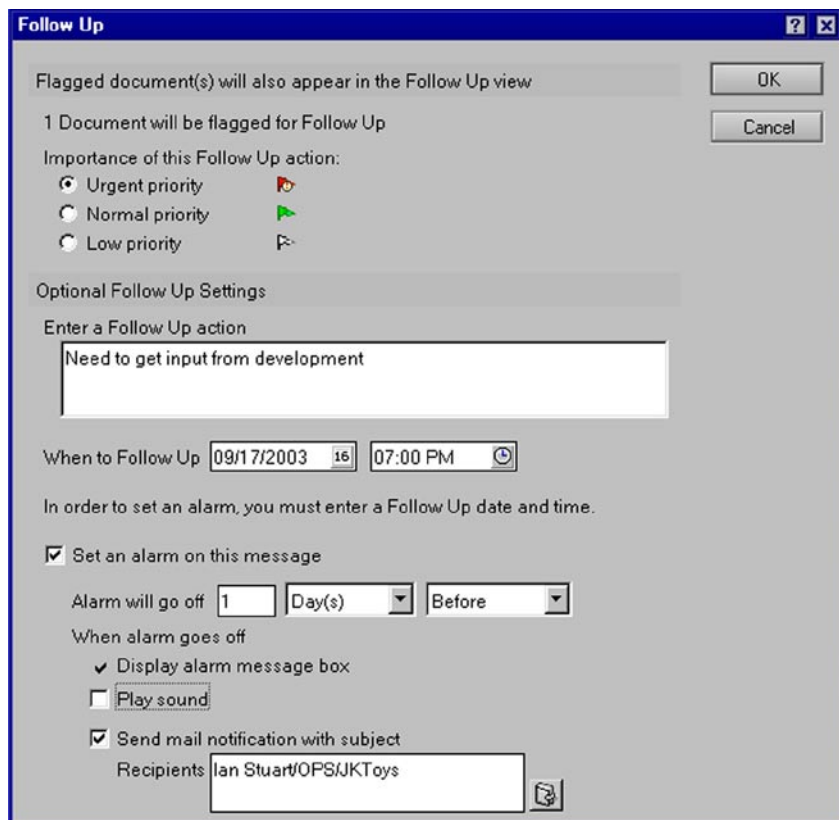 Follow Up
Flagged document(s) will also appear in the Follow Up view
OK
1 Document will be flagged for Follow Up
Cancel
Importance of this Follow Up action:
Urgent priority
Normal priority
Low priority
Optional Follow Up Settings
Enter a Follow Up action
Need to get input from development
When to Follow Up 09/17/2003 16 07:00 PM
In order to set an alarm, you must enter a Follow Up date and time.
Set an alarm on this message
Alarm will go off 1 Day(s) Before
When alarm goes off
Display alarm message box
Play sound
Send mail notification with subject
Recipients Ian Stuart/OPS/JKToys